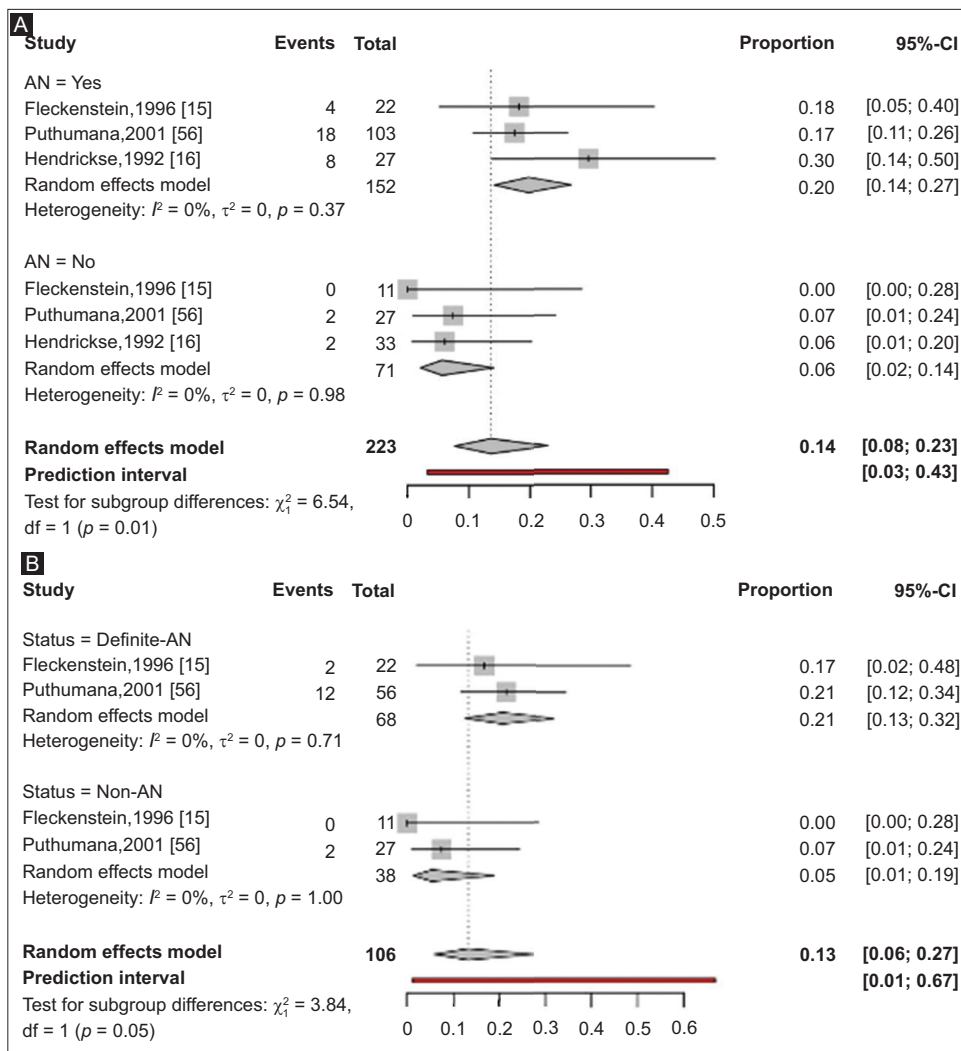 A
Study Events Total Proportion 95%-CI
AN = Yes
Fleckenstein,1996 [15] 4 22 0.18 [0.05; 0.40]
Puthumana,2001 [56] 18 103 0.17 [0.11; 0.26]
Hendrickse,1992 [16] 8 27 0.30 [0.14; 0.50]
Random effects model 152 0.20 [0.14; 0.27]
Heterogeneity: I² = 0%, τ² = 0, p = 0.37
AN = No
Fleckenstein,1996 [15] 0 11 0.00 [0.00; 0.28]
Puthumana,2001 [56] 2 27 0.07 [0.01; 0.24]
Hendrickse,1992 [16] 2 33 0.06 [0.01; 0.20]
Random effects model 71 0.06 [0.02; 0.14]
Heterogeneity: I² = 0%, τ² = 0, p = 0.98
Random effects model 223 0.14 [0.08; 0.23]
Prediction interval [0.03; 0.43]
Test for subgroup differences: χ₁² = 6.54,
df = 1 (p = 0.01)
0 0.1 0.2 0.3 0.4 0.5
B
Study Events Total Proportion 95%-CI
Status = Definite-AN
Fleckenstein,1996 [15] 2 22 0.17 [0.02; 0.48]
Puthumana,2001 [56] 12 56 0.21 [0.12; 0.34]
Random effects model 68 0.21 [0.13; 0.32]
Heterogeneity: I² = 0%, τ² = 0, p = 0.71
Status = Non-AN
Fleckenstein,1996 [15] 0 11 0.00 [0.00; 0.28]
Puthumana,2001 [56] 2 27 0.07 [0.01; 0.24]
Random effects model 38 0.05 [0.01; 0.19]
Heterogeneity: I² = 0%, τ² = 0, p = 1.00
Random effects model 106 0.13 [0.06; 0.27]
Prediction interval [0.01; 0.67]
Test for subgroup differences: χ₁² = 3.84,
df = 1 (p = 0.05)
0 0.1 0.2 0.3 0.4 0.5 0.6